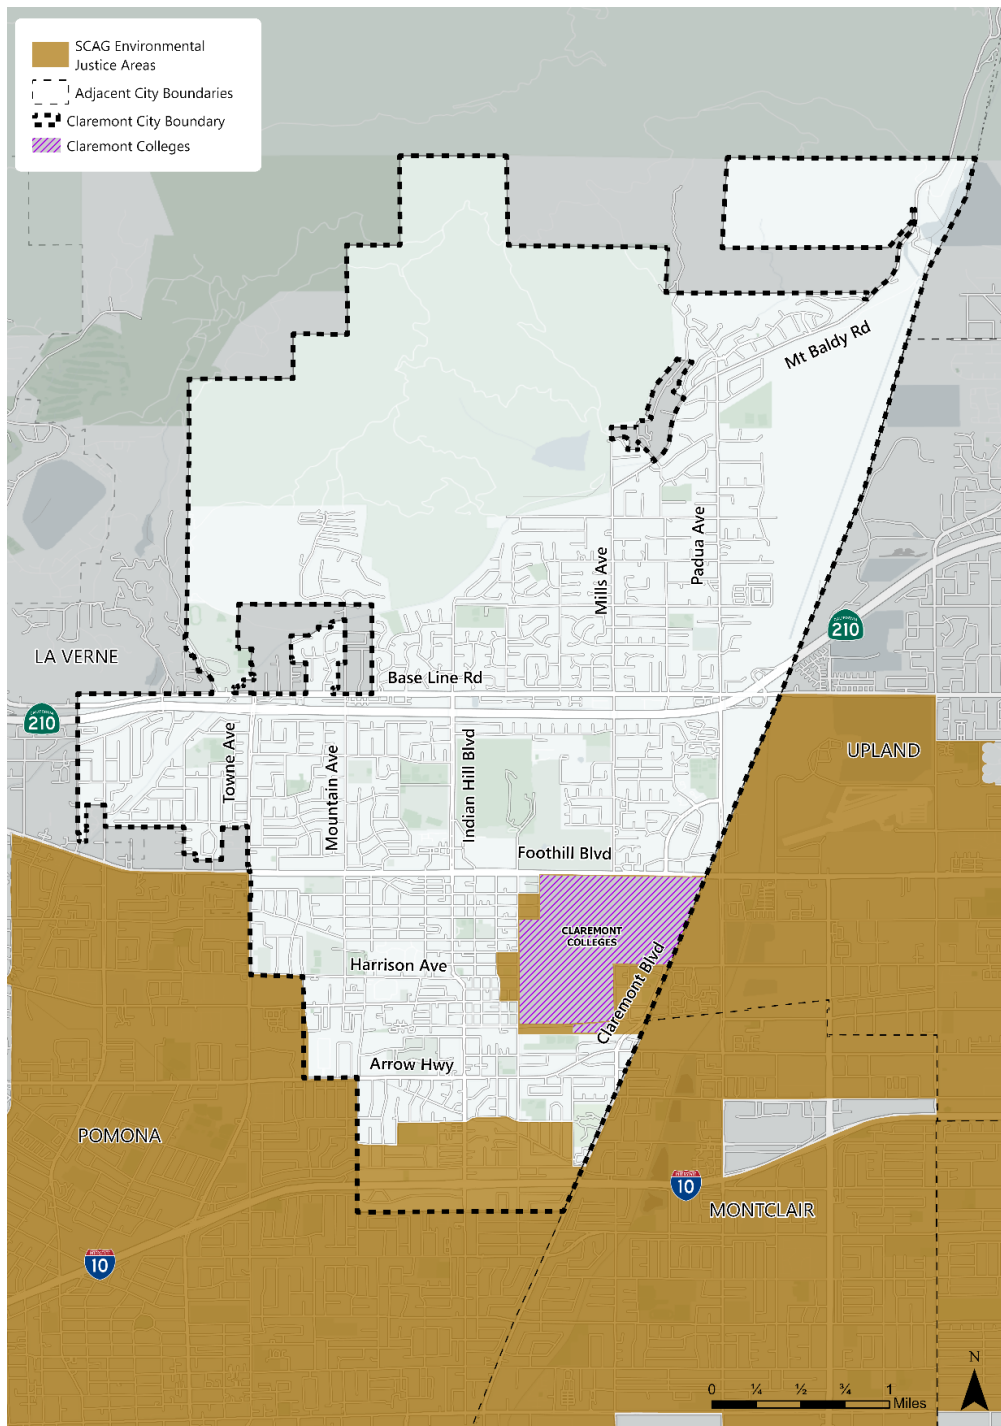 SCAG Environmental
Justice Areas
Adjacent City Boundaries
Claremont City Boundary
Claremont Colleges
Mt Baldy Rd
Padua Ave
Mills Ave
210
LA VERNE
Base Line Rd
210
Towne Ave
Mountain Ave
Indian Hill Blvd
UPLAND
Foothill Blvd
CLAREMONT
COLLEGES
Claremont Blvd
Harrison Ave
Arrow Hwy
POMONA
10
MONTCLAIR
10
N
0 ¼ ½ ¾ 1
Miles